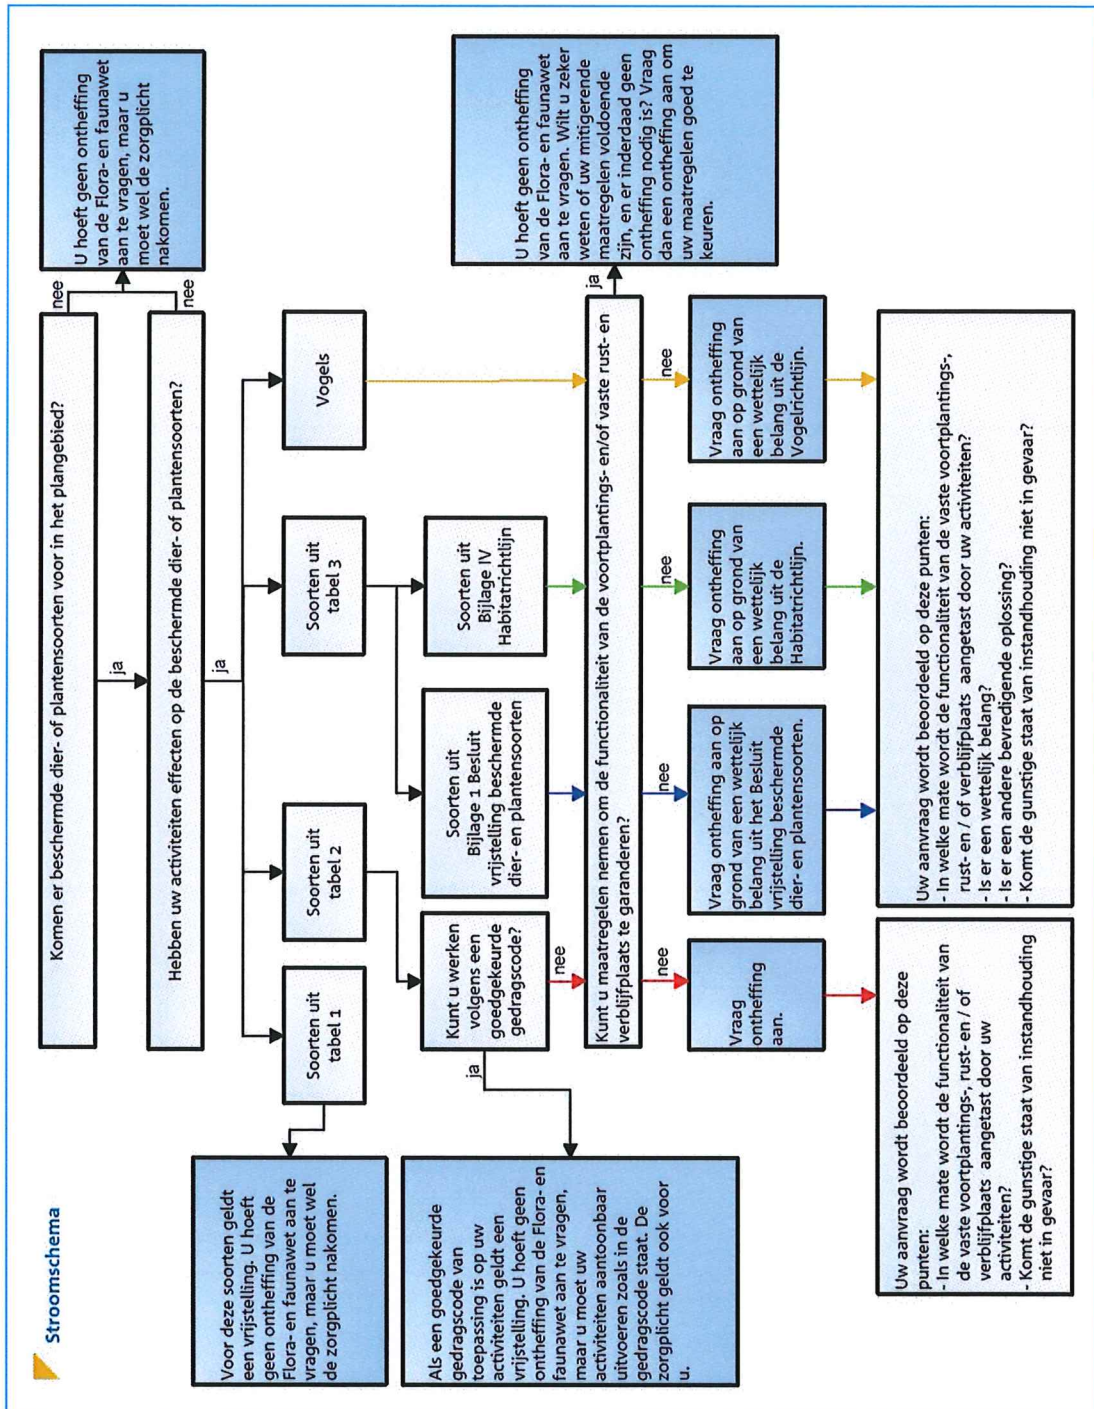 Stroomschema
Komen er beschermde dier- of plantensoorten voor in het plangebied?
nee
ja
Hebben uw activiteiten effecten op de beschermde dier- of plantensoorten?
nee
ja
U hoeft geen ontheffing
van de Flora- en faunawet
aan te vragen, maar u
moet wel de zorgplicht
nakomen.
Soorten uit
tabel 1
Soorten uit
tabel 2
Soorten uit
tabel 3
Vogels
Voor deze soorten geldt
een vrijstelling. U hoeft
geen ontheffing van de
Flora- en faunawet aan te
vragen, maar u moet wel
de zorgplicht nakomen.
Kunt u werken
volgens een
goedgekeurde
gedragscode?
ja
nee
Soorten uit
Bijlage 1 Besluit
vrijstelling beschermde
dier- en plantensoorten
Soorten uit
Bijlage IV
Habitatrichtlijn
Als een goedgekeurde
gedragscode van
toepassing is op uw
activiteiten geldt een
vrijstelling. U hoeft geen
ontheffing van de Flora- en
faunawet aan te vragen,
maar u moet uw
activiteiten aantoonbaar
uitvoeren zoals in de
gedragscode staat. De
zorgplicht geldt ook voor
u.
Kunt u maatregelen nemen om de functionaliteit van de voortplantings- en/of vaste rust- en
verblijfplaats te garanderen?
ja
U hoeft geen ontheffing
van de Flora- en faunawet
aan te vragen. Wilt u zeker
weten of uw mitigerende
maatregelen voldoende
zijn, en er inderdaad geen
ontheffing nodig is? Vraag
dan een ontheffing aan om
uw maatregelen goed te
keuren.
nee
nee
nee
nee
Vraag
ontheffing
aan.
Vraag ontheffing aan op
grond van een wettelijk
belang uit het Besluit
vrijstelling beschermde
dier- en plantensoorten.
Vraag ontheffing
aan op grond van
een wettelijk
belang uit de
Habitatrichtlijn.
Vraag ontheffing
aan op grond van
een wettelijk
belang uit de
Vogelrichtlijn.
Uw aanvraag wordt beoordeeld op deze
punten:
- In welke mate wordt de functionaliteit van
de vaste voortplantings-, rust- en / of
verblijfplaats aangetast door uw
activiteiten?
- Komt de gunstige staat van instandhouding
niet in gevaar?
Uw aanvraag wordt beoordeeld op deze punten:
- In welke mate wordt de functionaliteit van de vaste voortplantings-,
rust- en / of verblijfplaats aangetast door uw activiteiten?
- Is er een wettelijk belang?
- Is er een andere bevredigende oplossing?
- Komt de gunstige staat van instandhouding niet in gevaar?